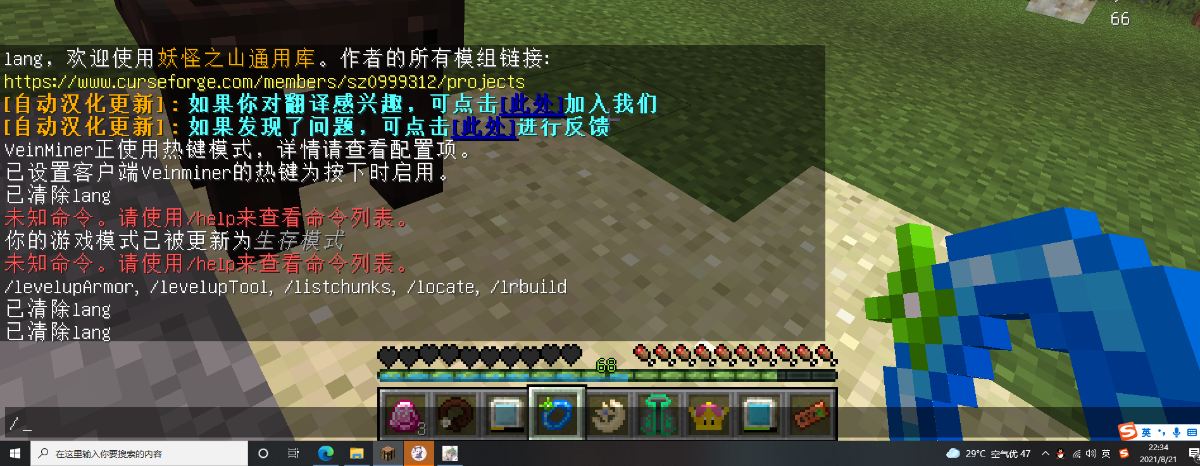 66
lang，欢迎使用妖怪之山通用库。作者的所有模组链接:
https://www.curseforge.com/members/sz0999312/projects
[自动汉化更新]：如果你对翻译感兴趣，可点击[此处]加入我们
[自动汉化更新]：如果发现了问题，可点击[此处]进行反馈
VeinMiner正使用热键模式，详情请查看配置项。
已设置客户端Veinminer的热键为按下时启用。
已清除lang
未知命令。请使用/help来查看命令列表。
你的游戏模式已被更新为生存模式
未知命令。请使用/help来查看命令列表。
/levelupArmor, /levelupTool, /listchunks, /locate, /lrbuild
已清除lang
已清除lang
68
3
/_
英
在这里输入你要搜索的内容
29°C 空气优 47
英
22:34
2021/8/21